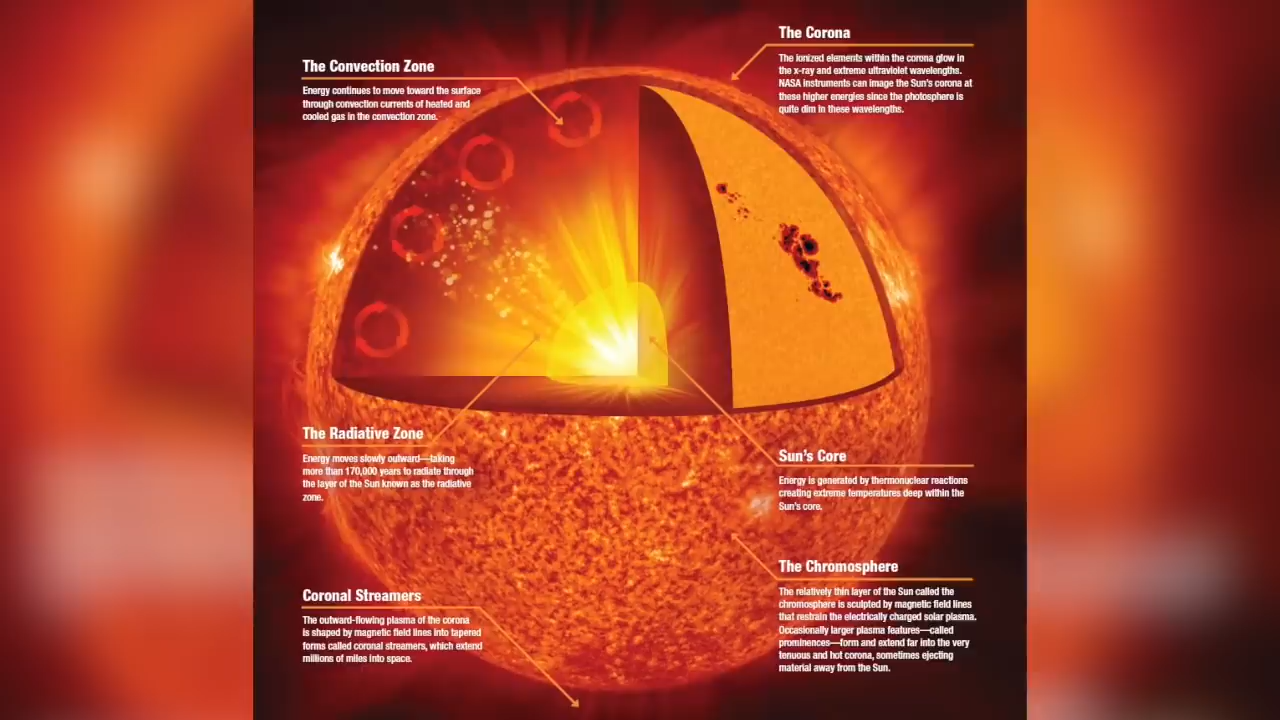 The Convection Zone
Energy continues to move toward the surface
through convection currents of heated and
cooled gas in the convection zone.
The Corona
The ionized elements within the corona glow in
the x-ray and extreme ultraviolet wavelengths.
NASA instruments can image the Sun's corona at
these higher energies since the photosphere is
quite dim in these wavelengths.
The Radiative Zone
Energy moves slowly outward—taking
more than 170,000 years to radiate through
the layer of the Sun known as the radiative
zone.
Sun's Core
Energy is generated by thermonuclear reactions
creating extreme temperatures deep within the
Sun's core.
Coronal Streamers
The outward-flowing plasma of the corona
is shaped by magnetic field lines into tapered
forms called coronal streamers, which extend
millions of miles into space.
The Chromosphere
The relatively thin layer of the Sun called the
chromosphere is sculpted by magnetic field lines
that restrain the electrically charged solar plasma.
Occasionally larger plasma features—called
prominences—form and extend far into the very
tenuous and hot corona, sometimes ejecting
material away from the Sun.